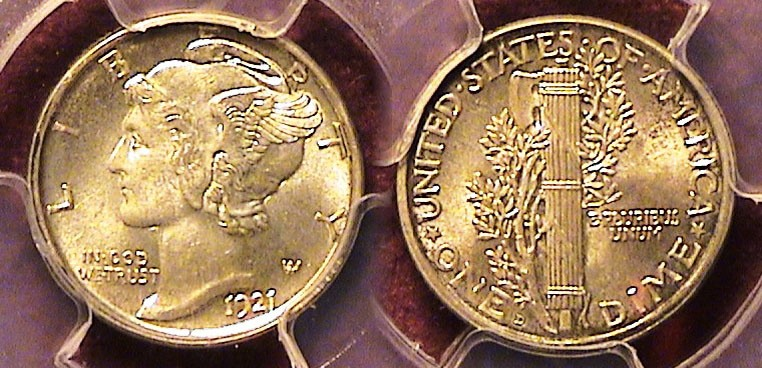 LIBERTY
IN·GOD
WE TRUST
W
1921
UNITED·STATES·OF·AMERICA
E·PLURIBUS
UNUM
ONE DIME
D